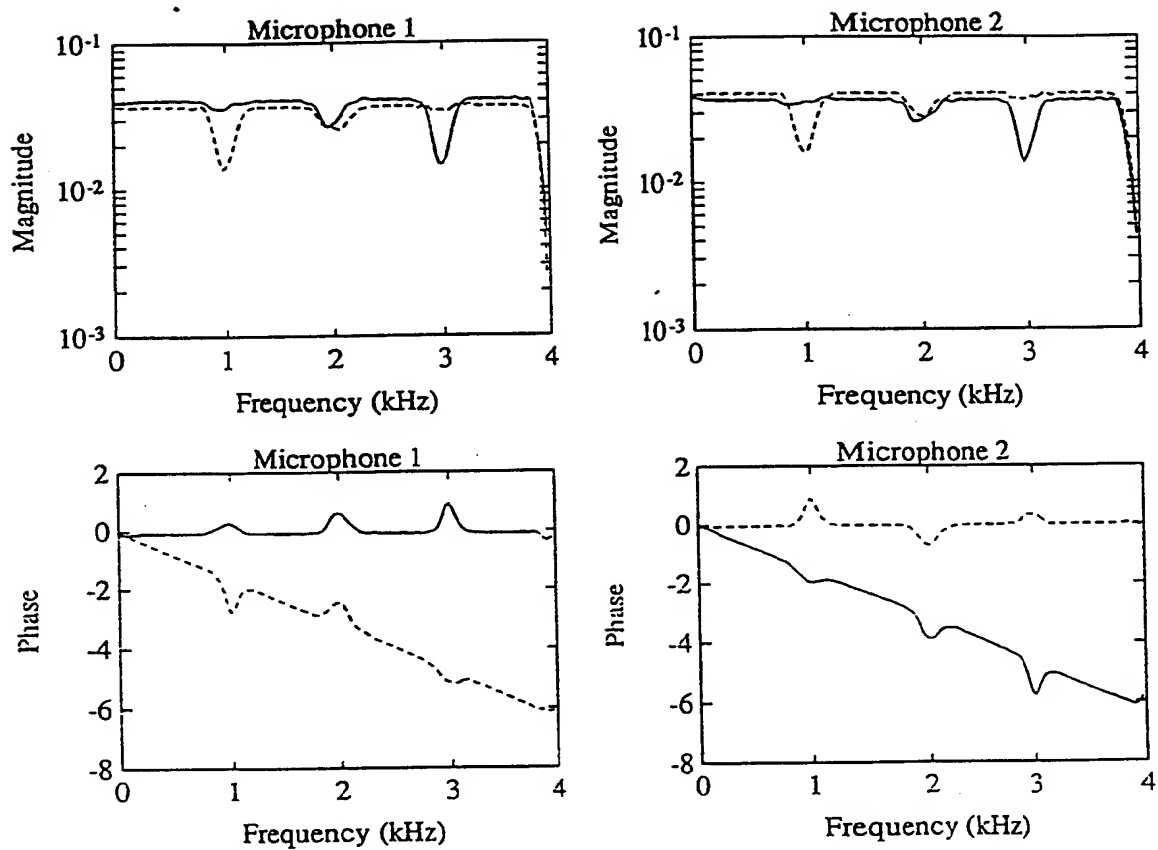 Microphone 1
10-1
10-2
10-3
Magnitude
0 1 2 3 4
Frequency (kHz)
Microphone 2
10-1
10-2
10-3
Magnitude
0 1 2 3 4
Frequency (kHz)
Microphone 1
2
0
-2
-4
-6
-8
Phase
0 1 2 3 4
Frequency (kHz)
Microphone 2
2
0
-2
-4
-6
-8
Phase
0 1 2 3 4
Frequency (kHz)